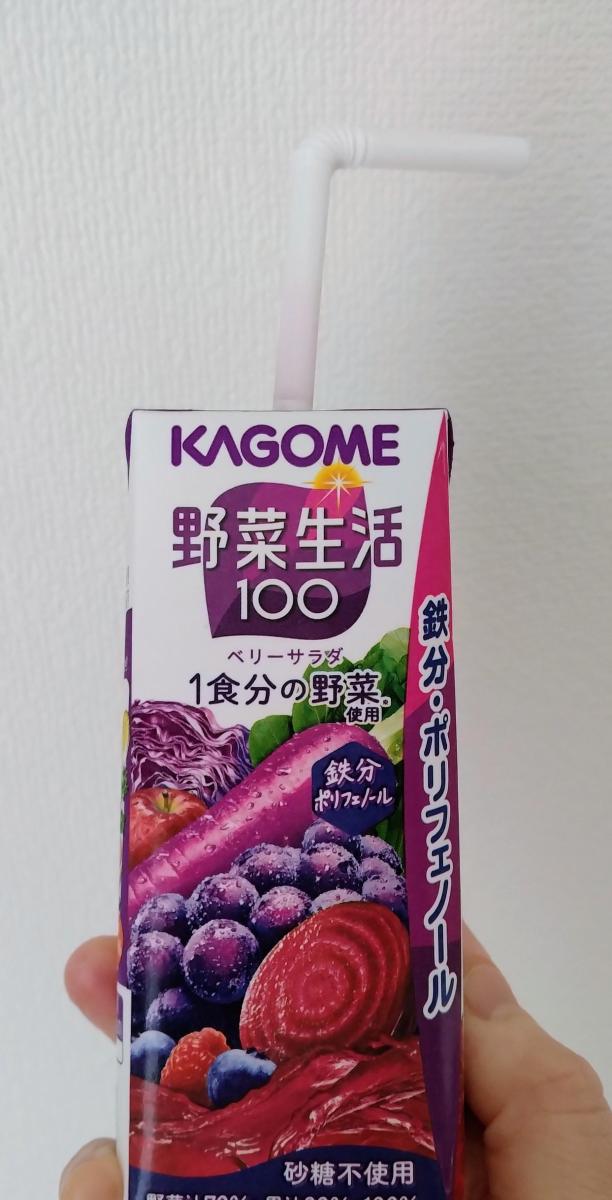 KAGOME
野菜生活
100
ベリーサラダ
1食分の野菜
使用
鉄分
ポリフェノール
鉄分・ポリフェノール
砂糖不使用